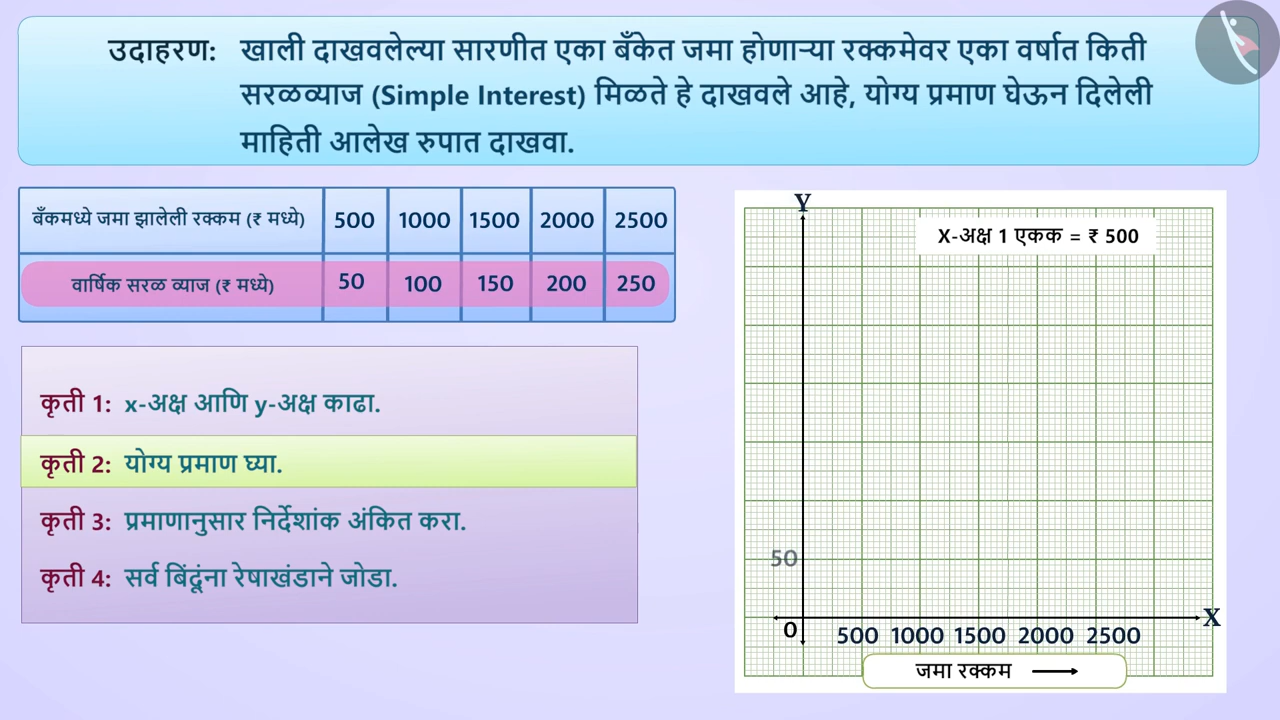 उदाहरण: खाली दाखवलेल्या सारणीत एका बँकेत जमा होणाऱ्या रक्कमेवर एका वर्षात किती
सरळव्याज (Simple Interest) मिळते हे दाखवले आहे, योग्य प्रमाण घेऊन दिलेली
माहिती आलेख रुपात दाखवा.
बँकमध्ये जमा झालेली रक्कम (₹ मध्ये) 500 1000 1500 2000 2500
वार्षिक सरळ व्याज (₹ मध्ये) 50 100 150 200 250
कृती 1: x-अक्ष आणि y-अक्ष काढा.
कृती 2: योग्य प्रमाण घ्या.
कृती 3: प्रमाणानुसार निर्देशांक अंकित करा.
कृती 4: सर्व बिंदूंना रेषाखंडाने जोडा.
Y
X-अक्ष 1 एकक = ₹ 500
50
X
0
500 1000 1500 2000 2500
जमा रक्कम